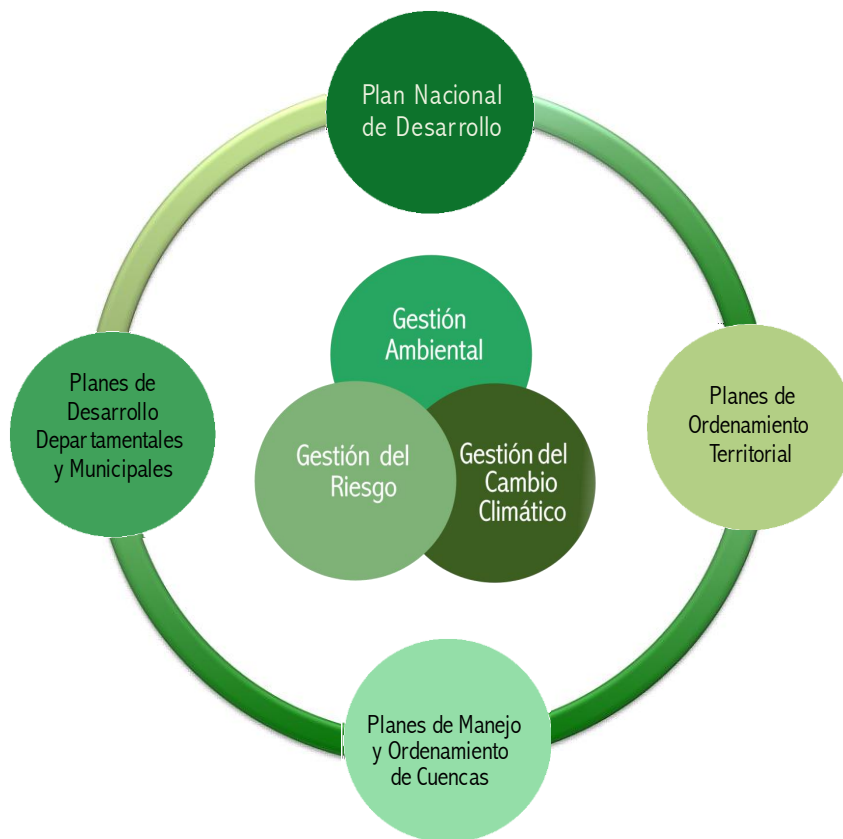 Plan Nacional
de Desarrollo
Gestión
Ambiental
Planes de
Desarrollo
Departamentales
y Municipales
Planes de
Ordenamiento
Territorial
Gestión del
Riesgo
Gestión del
Cambio
Climático
Planes de Manejo
y Ordenamiento
de Cuencas